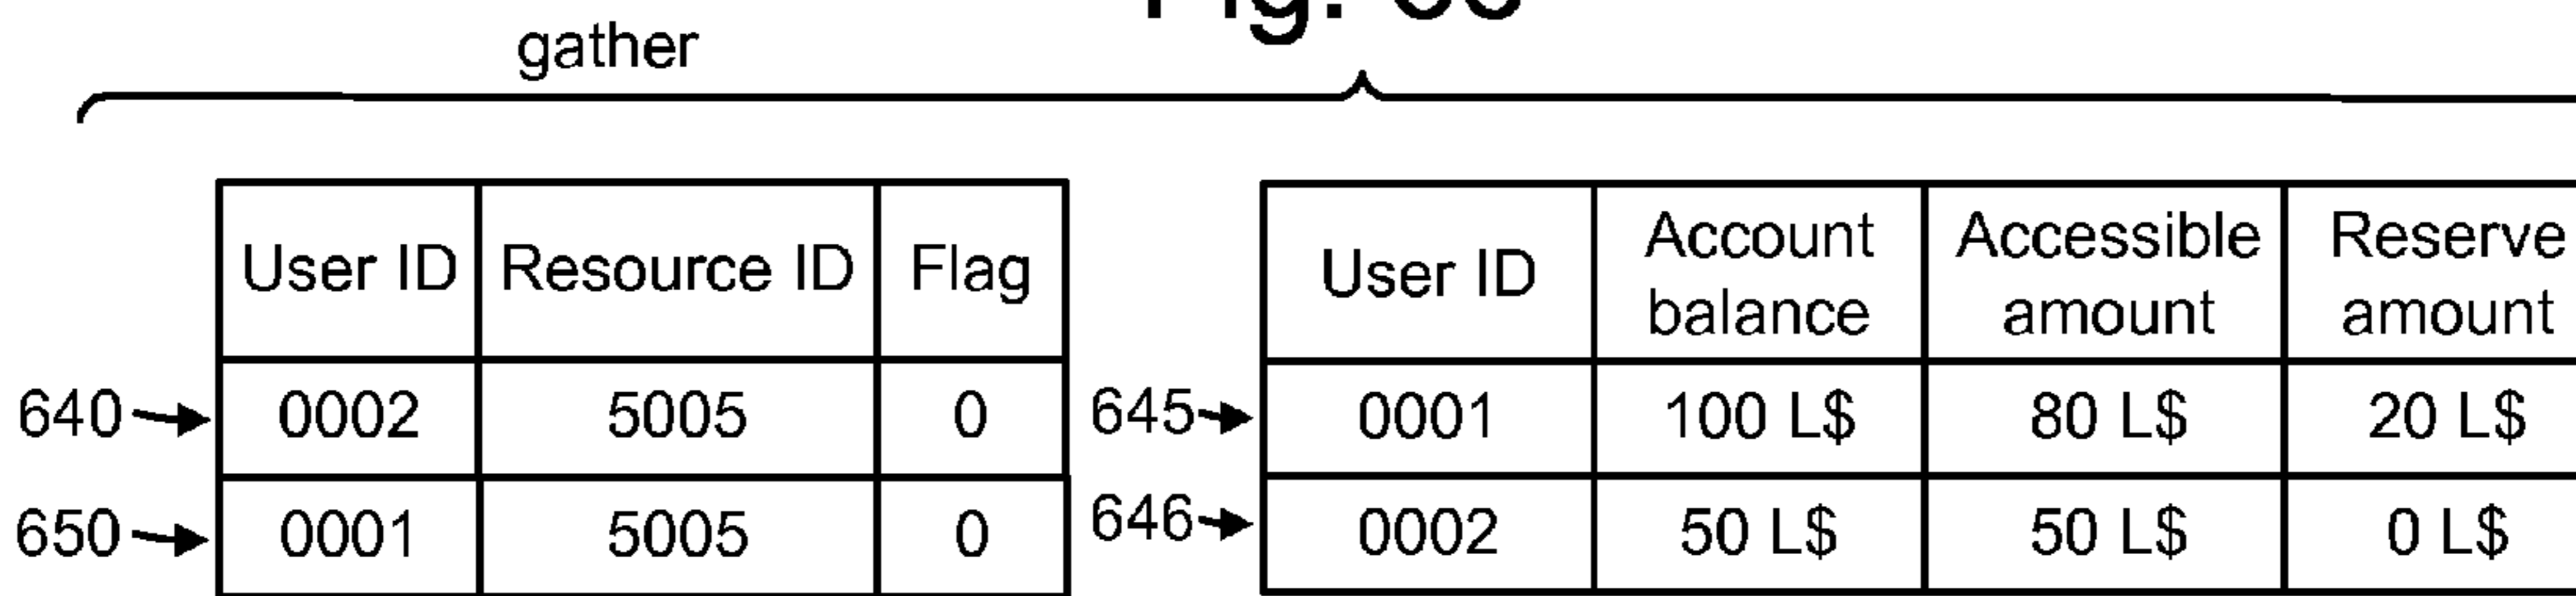 gather
User ID Resource ID Flag
640 0002 5005 0
650 0001 5005 0
User ID Account balance Accessible amount Reserve amount
645 0001 100 L$ 80 L$ 20 L$
646 0002 50 L$ 50 L$ 0 L$